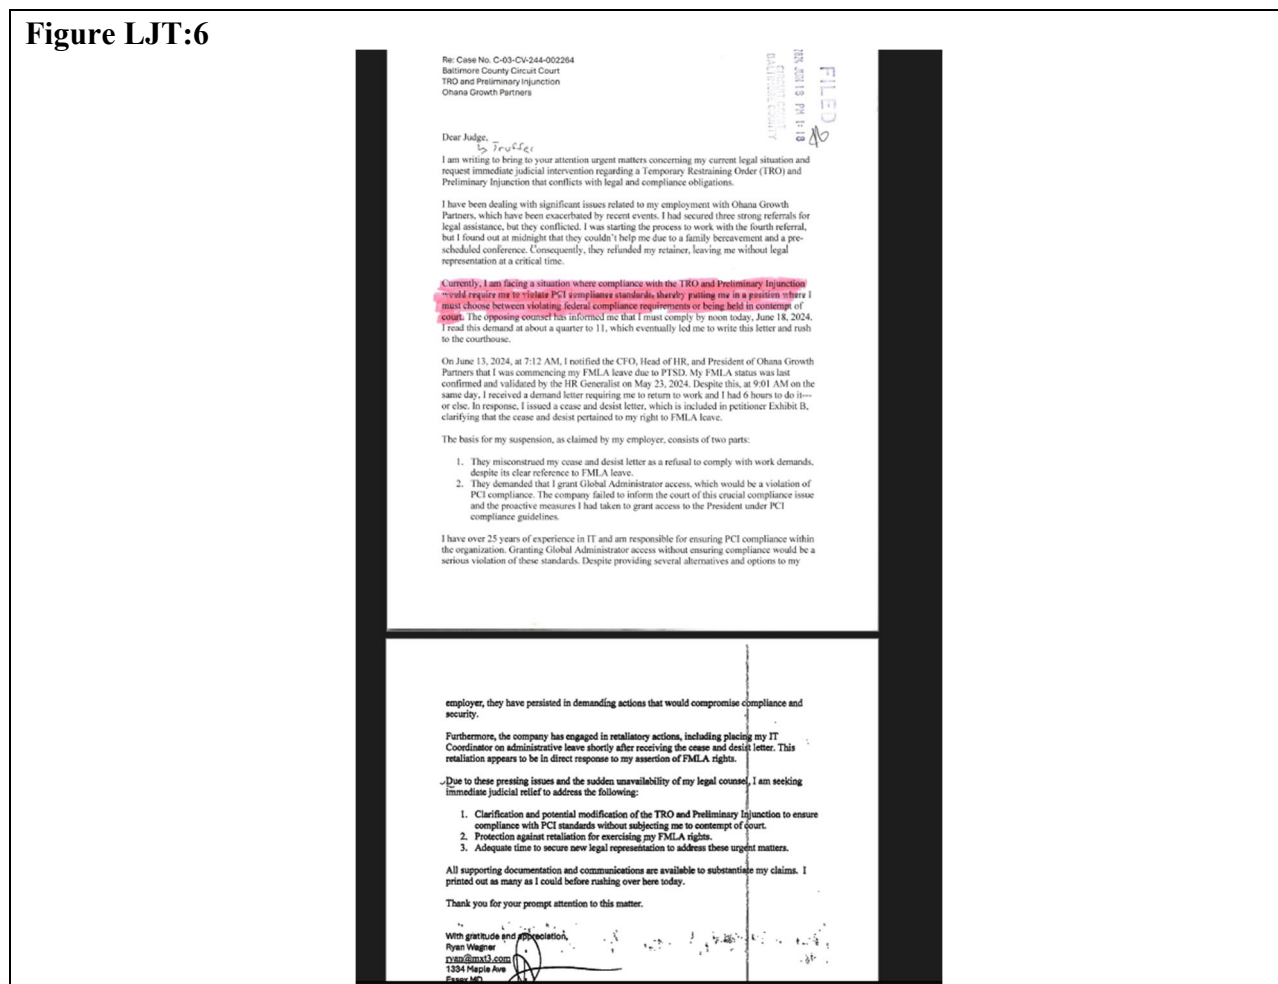 Figure LJT:6
Re: Case No. C-03-CV-244-002264
Baltimore County Circuit Court
TRO and Preliminary Injunction
Ohana Growth Partners
FILED
2024 JUN 18 PM 1:18
CIRCUIT COURT
BALTIMORE COUNTY
Dear Judge,
Truffer
I am writing to bring to your attention urgent matters concerning my current legal situation and
request immediate judicial intervention regarding a Temporary Restraining Order (TRO) and
Preliminary Injunction that conflicts with legal and compliance obligations.
I have been dealing with significant issues related to my employment with Ohana Growth
Partners, which have been exacerbated by recent events. I had secured three strong referrals for
legal assistance, but they conflicted. I was starting the process to work with the fourth referral,
but I found out at midnight that they couldn't help me due to a family bereavement and a pre-
scheduled conference. Consequently, they refunded my retainer, leaving me without legal
representation at a critical time.
Currently, I am facing a situation where compliance with the TRO and Preliminary Injunction
would require me to violate PCI compliance standards, thereby putting me in a position where I
must choose between violating federal compliance requirements or being held in contempt of
court. The opposing counsel has informed me that I must comply by noon today, June 18, 2024.
I read this demand at about a quarter to 11, which eventually led me to write this letter and rush
to the courthouse.
On June 13, 2024, at 7:12 AM, I notified the CFO, Head of HR, and President of Ohana Growth
Partners that I was commencing my FMLA leave due to PTSD. My FMLA status was last
confirmed and validated by the HR Generalist on May 23, 2024. Despite this, at 9:01 AM on the
same day, I received a demand letter requiring me to return to work and I had 6 hours to do it---
or else. In response, I issued a cease and desist letter, which is included in petitioner Exhibit B,
clarifying that the cease and desist pertained to my right to FMLA leave.
The basis for my suspension, as claimed by my employer, consists of two parts:
1. They misconstrued my cease and desist letter as a refusal to comply with work demands,
despite its clear reference to FMLA leave.
2. They demanded that I grant Global Administrator access, which would be a violation of
PCI compliance. The company failed to inform the court of this crucial compliance issue
and the proactive measures I had taken to grant access to the President under PCI
compliance guidelines.
I have over 25 years of experience in IT and am responsible for ensuring PCI compliance within
the organization. Granting Global Administrator access without ensuring compliance would be a
serious violation of these standards. Despite providing several alternatives and options to my
employer, they have persisted in demanding actions that would compromise compliance and
security.
Furthermore, the company has engaged in retaliatory actions, including placing my IT
Coordinator on administrative leave shortly after receiving the cease and desist letter. This
retaliation appears to be in direct response to my assertion of FMLA rights.
Due to these pressing issues and the sudden unavailability of my legal counsel, I am seeking
immediate judicial relief to address the following:
1. Clarification and potential modification of the TRO and Preliminary Injunction to ensure
compliance with PCI standards without subjecting me to contempt of court.
2. Protection against retaliation for exercising my FMLA rights.
3. Adequate time to secure new legal representation to address these urgent matters.
All supporting documentation and communications are available to substantiate my claims. I
printed out as many as I could before rushing over here today.
Thank you for your prompt attention to this matter.
With gratitude and appreciation,
Ryan Wagner
ryan@mxt3.com
1334 Maple Ave
Essex MD